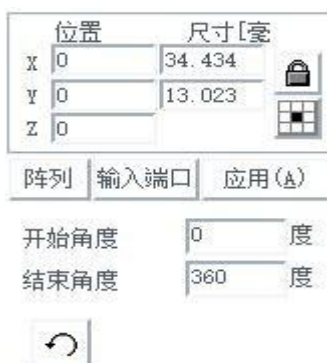 位置 尺寸[毫
X 0 34.434
Y 0 13.023
Z 0
阵列 输入端口 应用(A)
开始角度 0 度
结束角度 360 度